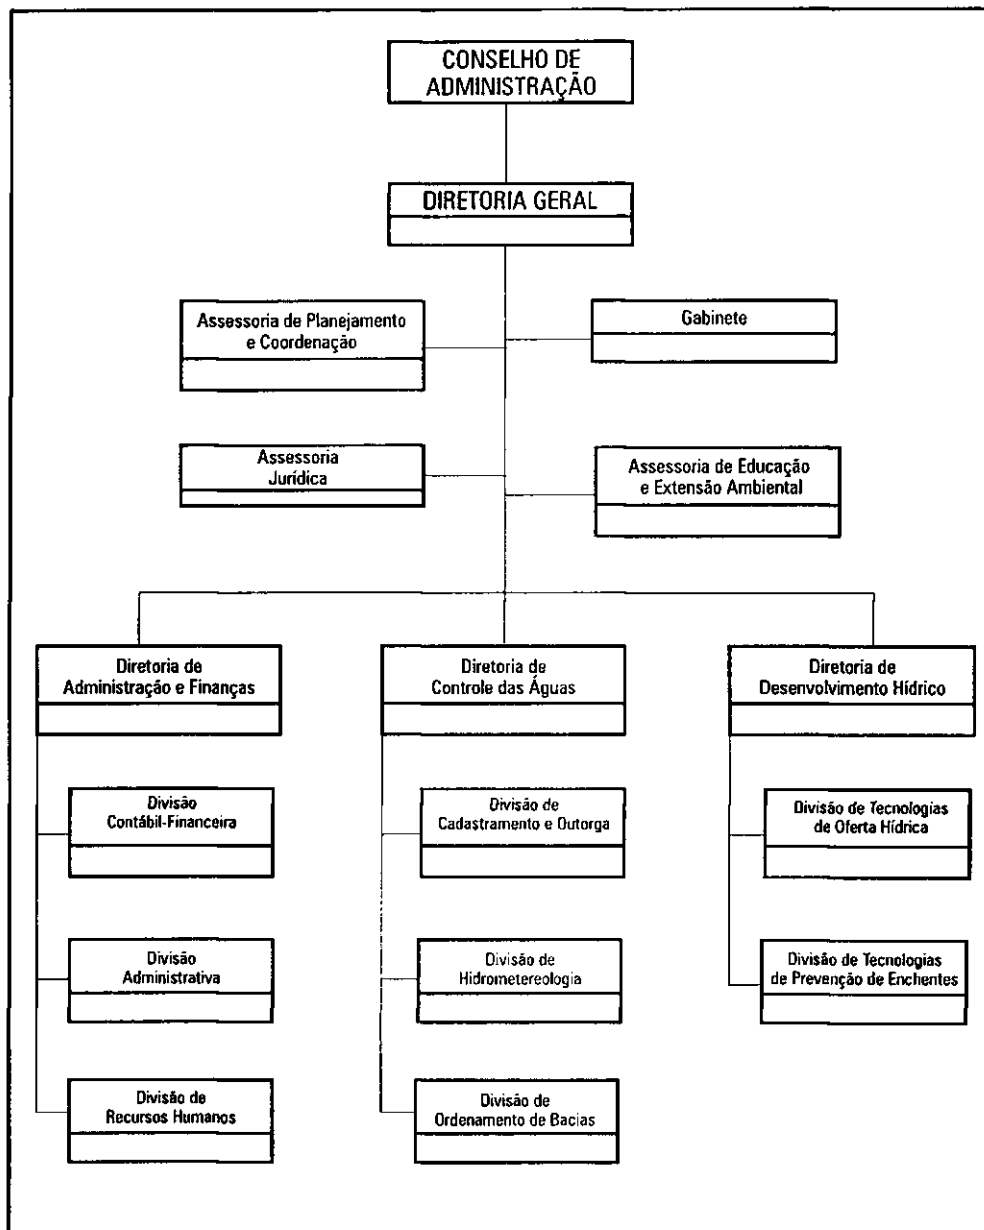 CONSELHO DE
ADMINISTRAÇÃO
DIRETORIA GERAL
Assessoria de Planejamento
e Coordenação
Gabinete
Assessoria
Jurídica
Assessoria de Educação
e Extensão Ambiental
Diretoria de
Administração e Finanças
Diretoria de
Controle das Águas
Diretoria de
Desenvolvimento Hídrico
Divisão
Contábil-Financeira
Divisão de
Cadastramento e Outorga
Divisão de Tecnologias
de Oferta Hídrica
Divisão
Administrativa
Divisão de
Hidrometereologia
Divisão de Tecnologias
de Prevenção de Enchentes
Divisão de
Recursos Humanos
Divisão de
Ordenamento de Bacias